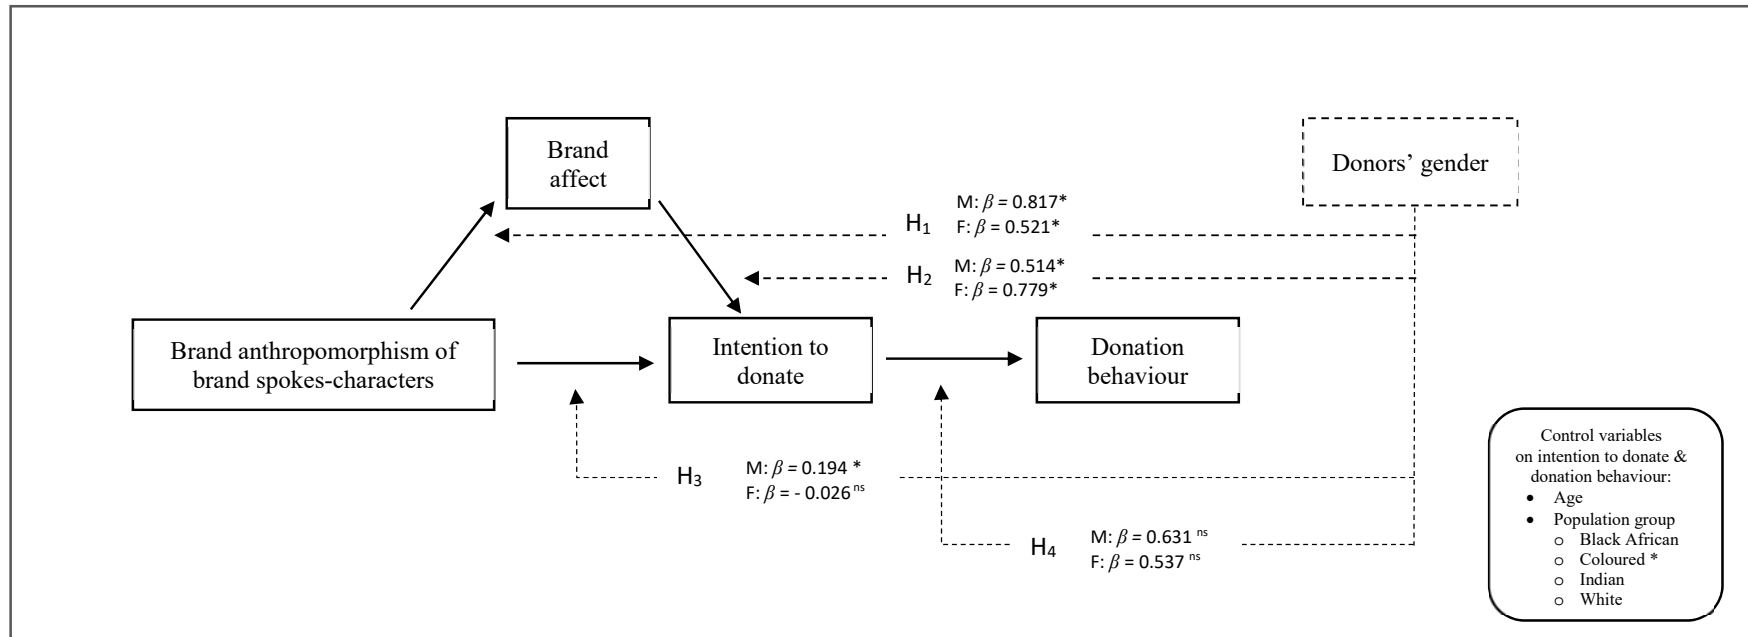 Brand
affect
Donors' gender
H₁
M: β = 0.817*
F: β = 0.521*
H₂
M: β = 0.514*
F: β = 0.779*
Brand anthropomorphism of
brand spokes-characters
Intention to
donate
Donation
behaviour
H₃
M: β = 0.194 *
F: β = - 0.026 ⁿˢ
H₄
M: β = 0.631 ⁿˢ
F: β = 0.537 ⁿˢ
Control variables
on intention to donate &
donation behaviour:
• Age
• Population group
o Black African
o Coloured *
o Indian
o White